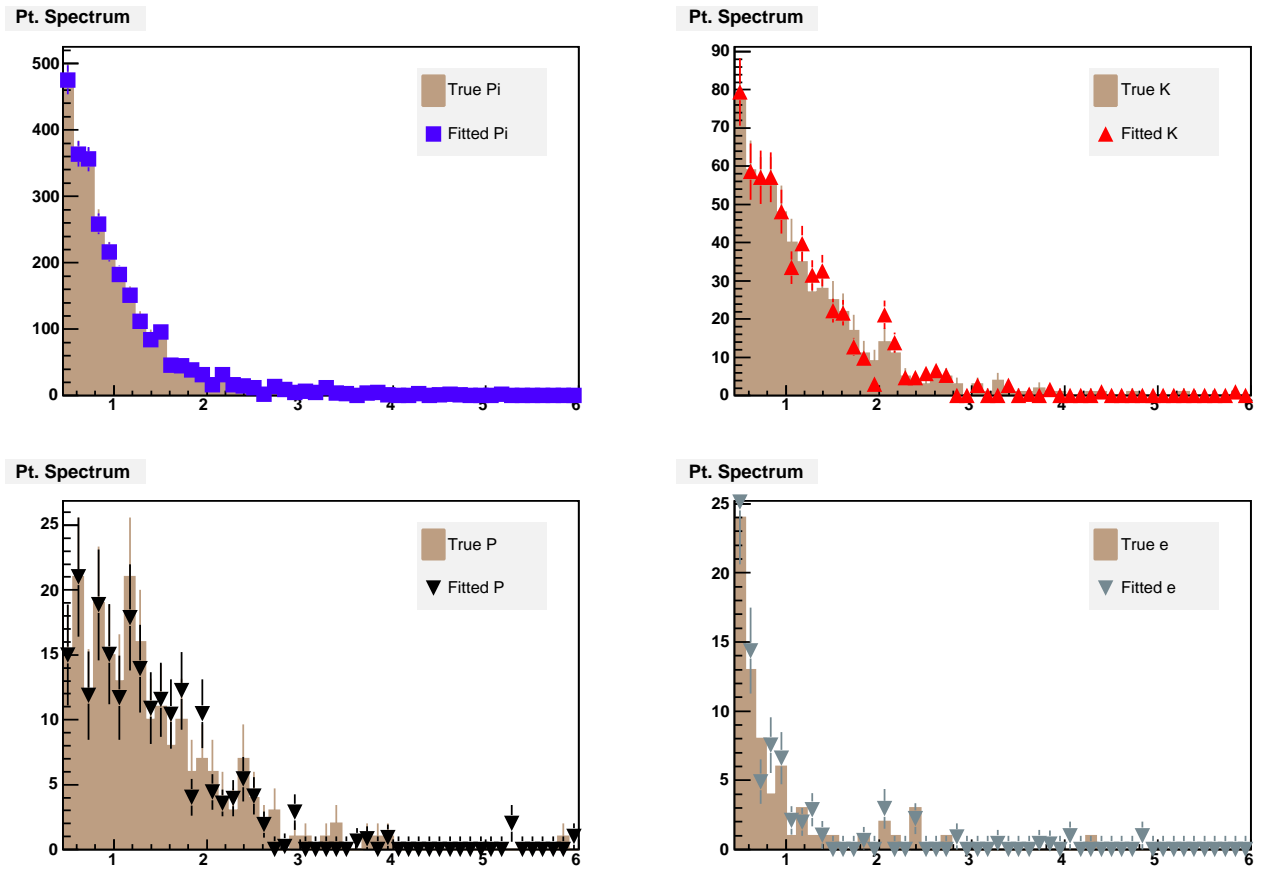 Pt. Spectrum
500
400
300
200
100
0
1 2 3 4 5 6
True Pi
Fitted Pi
Pt. Spectrum
90
80
70
60
50
40
30
20
10
0
1 2 3 4 5 6
True K
Fitted K
Pt. Spectrum
25
20
15
10
5
0
1 2 3 4 5 6
True P
Fitted P
Pt. Spectrum
25
20
15
10
5
0
1 2 3 4 5 6
True e
Fitted e